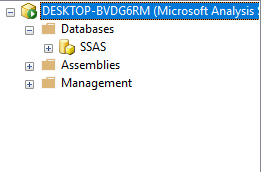 DESKTOP-BVDG6RM (Microsoft Analysis
Databases
SSAS
Assemblies
Management